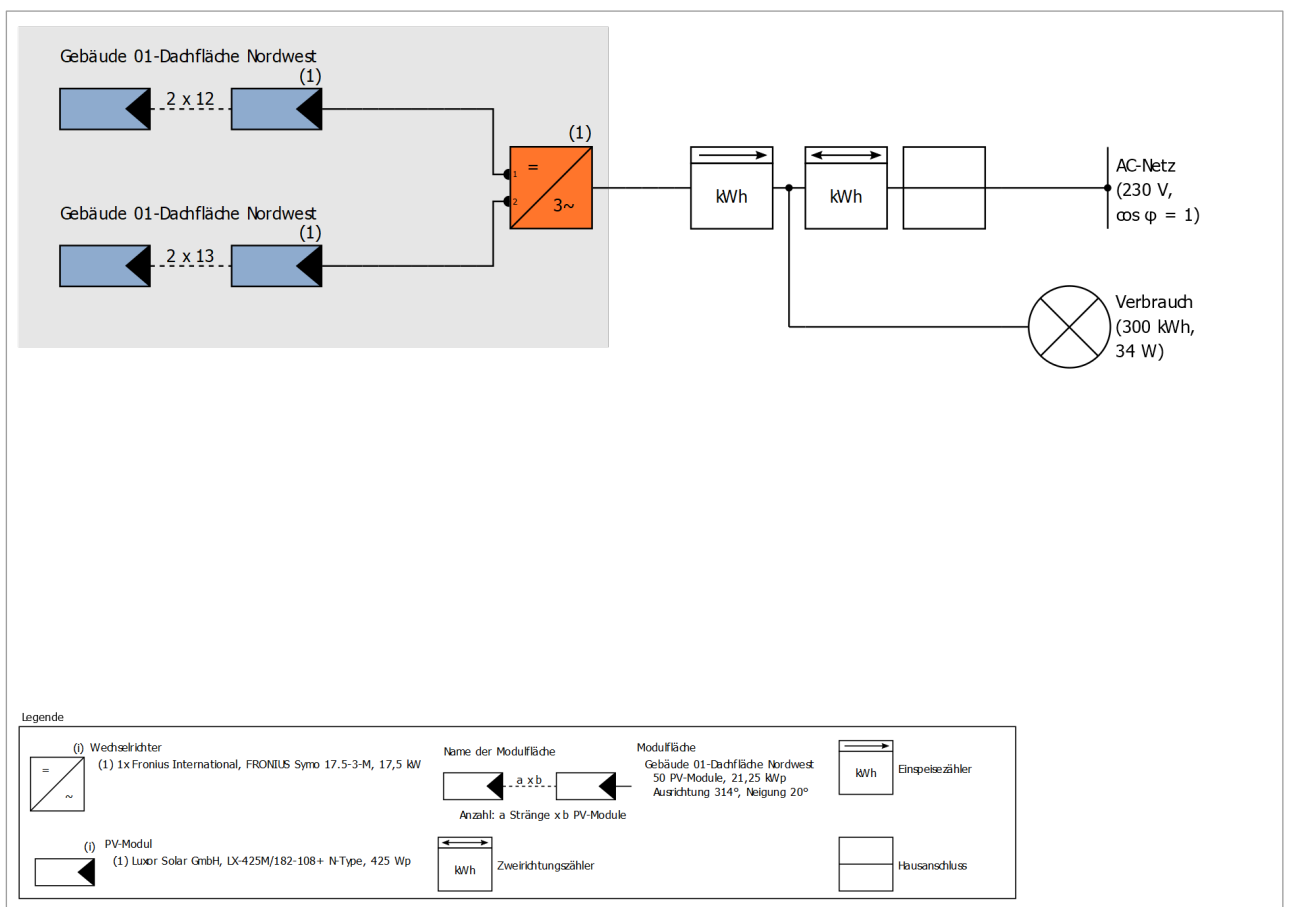 Gebäude 01-Dachfläche Nordwest
(1)
2 x 12
(1)
1
=
2
3~
Gebäude 01-Dachfläche Nordwest
(1)
2 x 13
kWh
kWh
AC-Netz
(230 V,
cos φ = 1)
Verbrauch
(300 kWh,
34 W)
Legende
(i) Wechselrichter
(1) 1x Fronius International, FRONIUS Symo 17.5-3-M, 17,5 kW
=
~
(i) PV-Modul
(1) Luxor Solar GmbH, LX-425M/182-108+ N-Type, 425 Wp
Name der Modulfläche
a x b
Anzahl: a Stränge x b PV-Module
kWh
Zweirichtungszähler
Modulfläche
Gebäude 01-Dachfläche Nordwest
50 PV-Module, 21,25 kWp
Ausrichtung 314°, Neigung 20°
kWh
Einspeisezähler
Hausanschluss